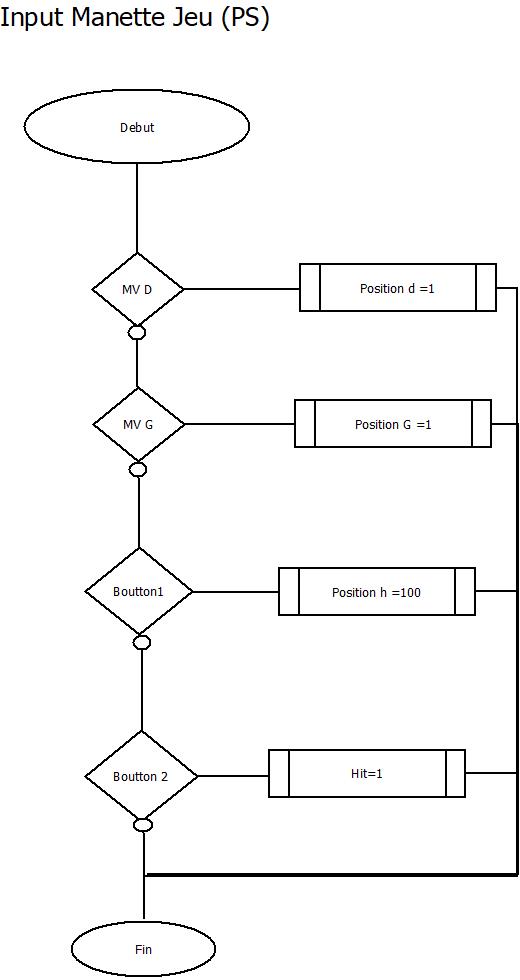 Input Manette Jeu (PS)
Debut
MV D
Position d =1
MV G
Position G =1
Boutton1
Position h =100
Boutton 2
Hit=1
Fin